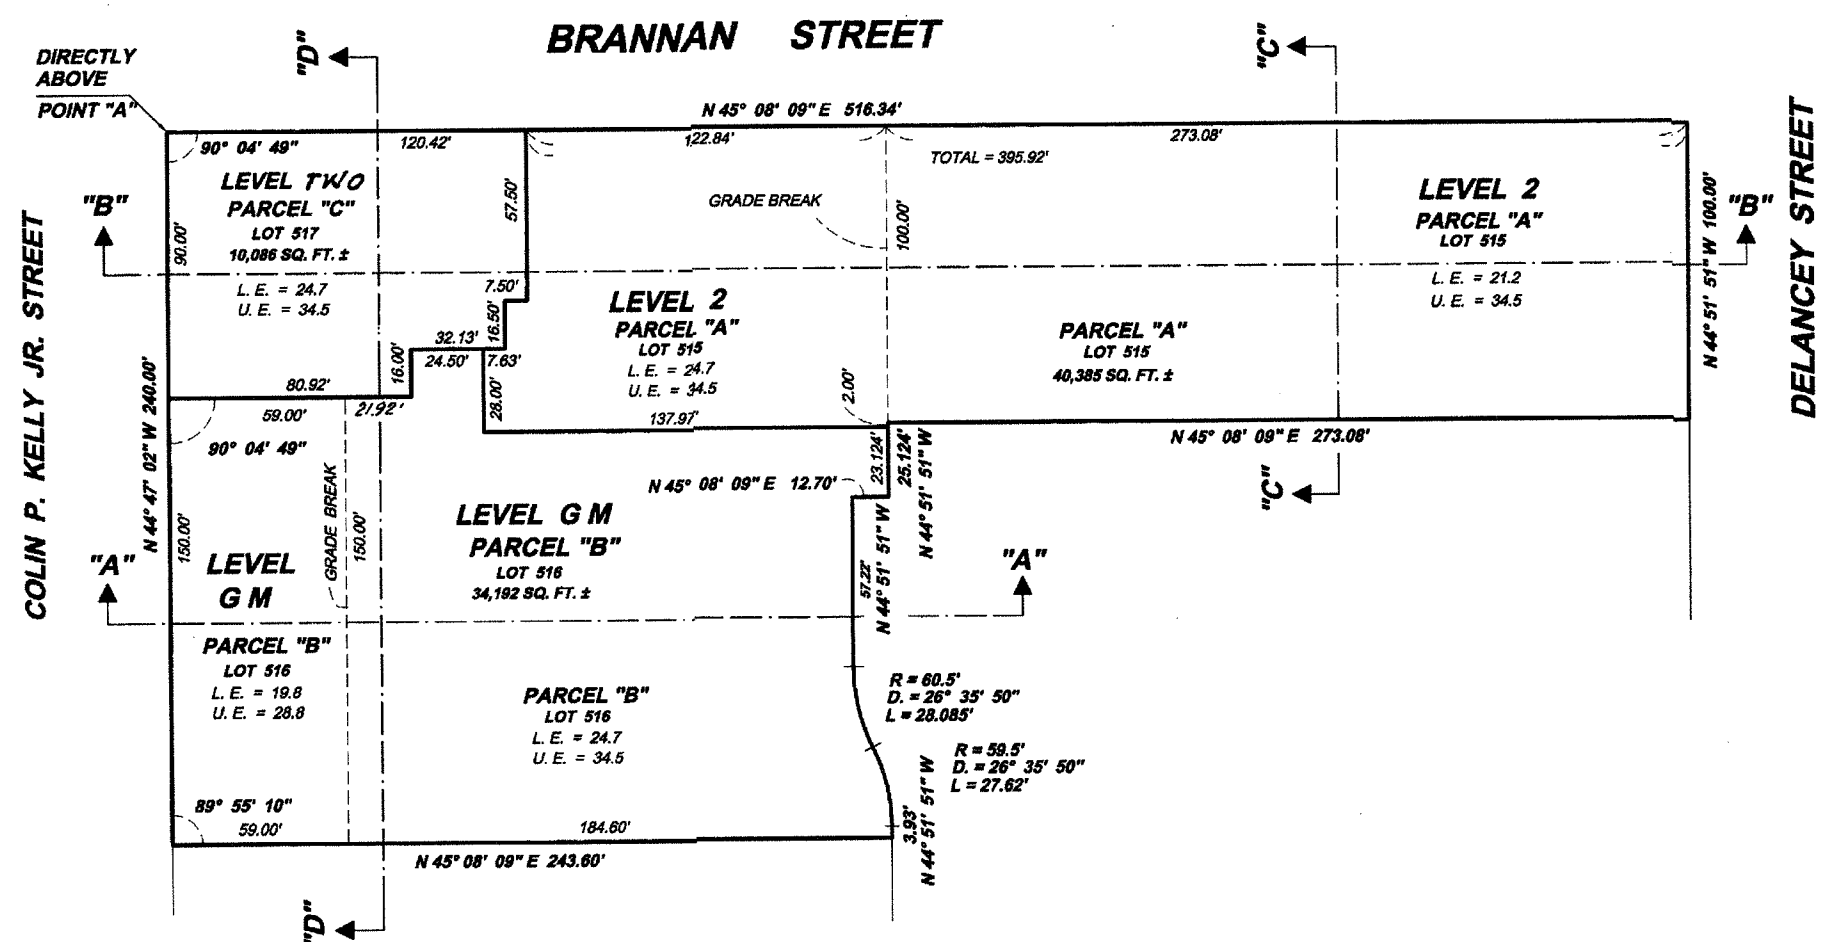 BRANNAN STREET
DIRECTLY
ABOVE
POINT "A"
"D"
"C"
N 45° 08' 09" E 516.34'
90° 04' 49"
120.42'
122.84'
273.08'
TOTAL = 395.92'
LEVEL TWO
PARCEL "C"
LOT 517
10,086 SQ. FT. ±
L. E. = 24.7
U. E. = 34.5
90.00'
57.50'
GRADE BREAK
100.00'
LEVEL 2
PARCEL "A"
LOT 515
L. E. = 21.2
U. E. = 34.5
N 44° 51' 51" W 100.00'
DELANCEY STREET
"B"
"B"
COLIN P. KELLY JR. STREET
N 44° 47' 02" W 240.00'
7.50'
16.50'
32.13'
16.00'
24.50'
7.63'
28.00'
LEVEL 2
PARCEL "A"
LOT 515
L. E. = 24.7
U. E. = 34.5
137.97'
2.00'
PARCEL "A"
LOT 515
40,385 SQ. FT. ±
80.92'
59.00'
21.92'
90° 04' 49"
N 45° 08' 09" E 273.08'
23.124'
25.124'
N 44° 51' 51" W
N 45° 08' 09" E 12.70'
"C"
GRADE BREAK
150.00'
150.00'
LEVEL G M
PARCEL "B"
LOT 516
34,192 SQ. FT. ±
57.22'
N 44° 51' 51" W
"A"
"A"
LEVEL
G M
PARCEL "B"
LOT 516
L. E. = 19.8
U. E. = 28.8
PARCEL "B"
LOT 516
L. E. = 24.7
U. E. = 34.5
R = 60.5'
D. = 26° 35' 50"
L = 28.085'
R = 59.5'
D. = 26° 35' 50"
L = 27.62'
3.93'
N 44° 51' 51" W
89° 55' 10"
59.00'
184.60'
N 45° 08' 09" E 243.60'
"D"